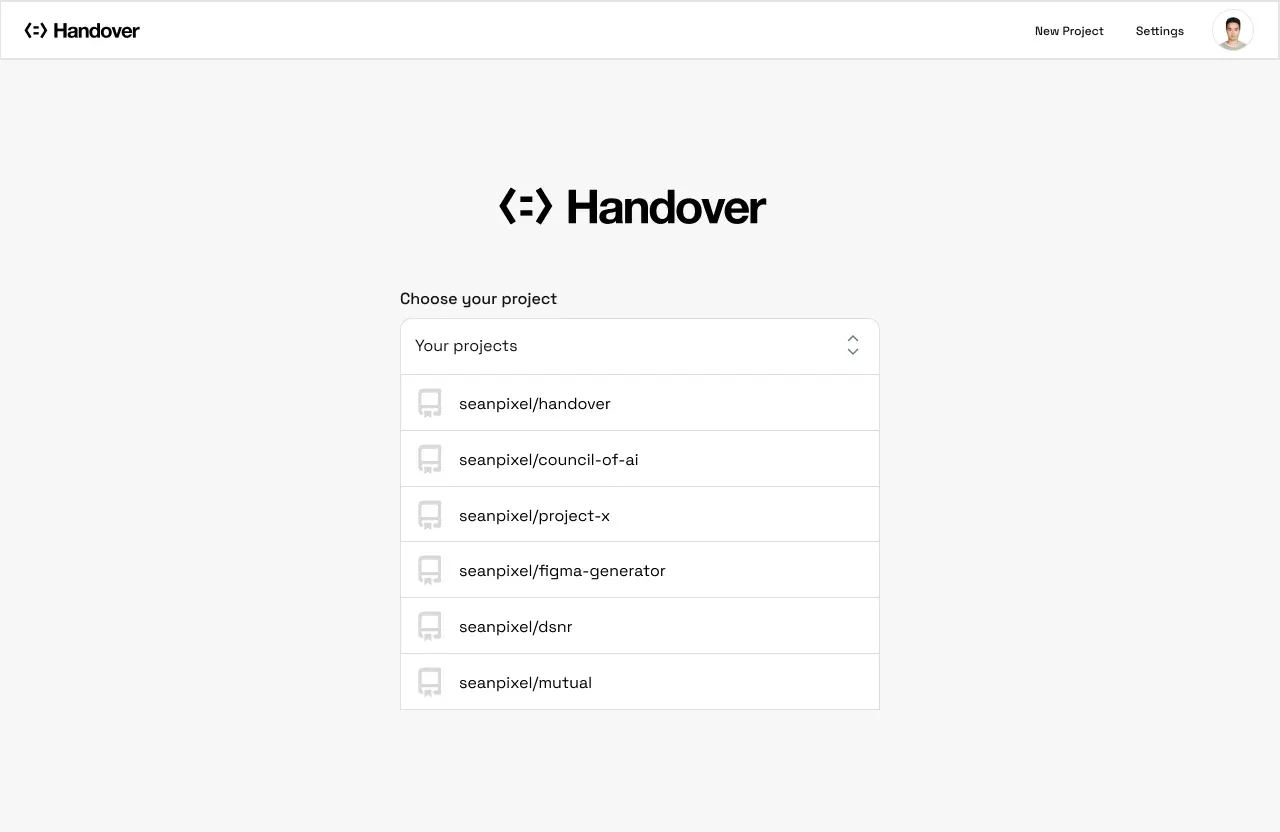 Handover
New Project
Settings
Handover
Choose your project
Your projects
seanpixel/handover
seanpixel/council-of-ai
seanpixel/project-x
seanpixel/figma-generator
seanpixel/dsnr
seanpixel/mutual